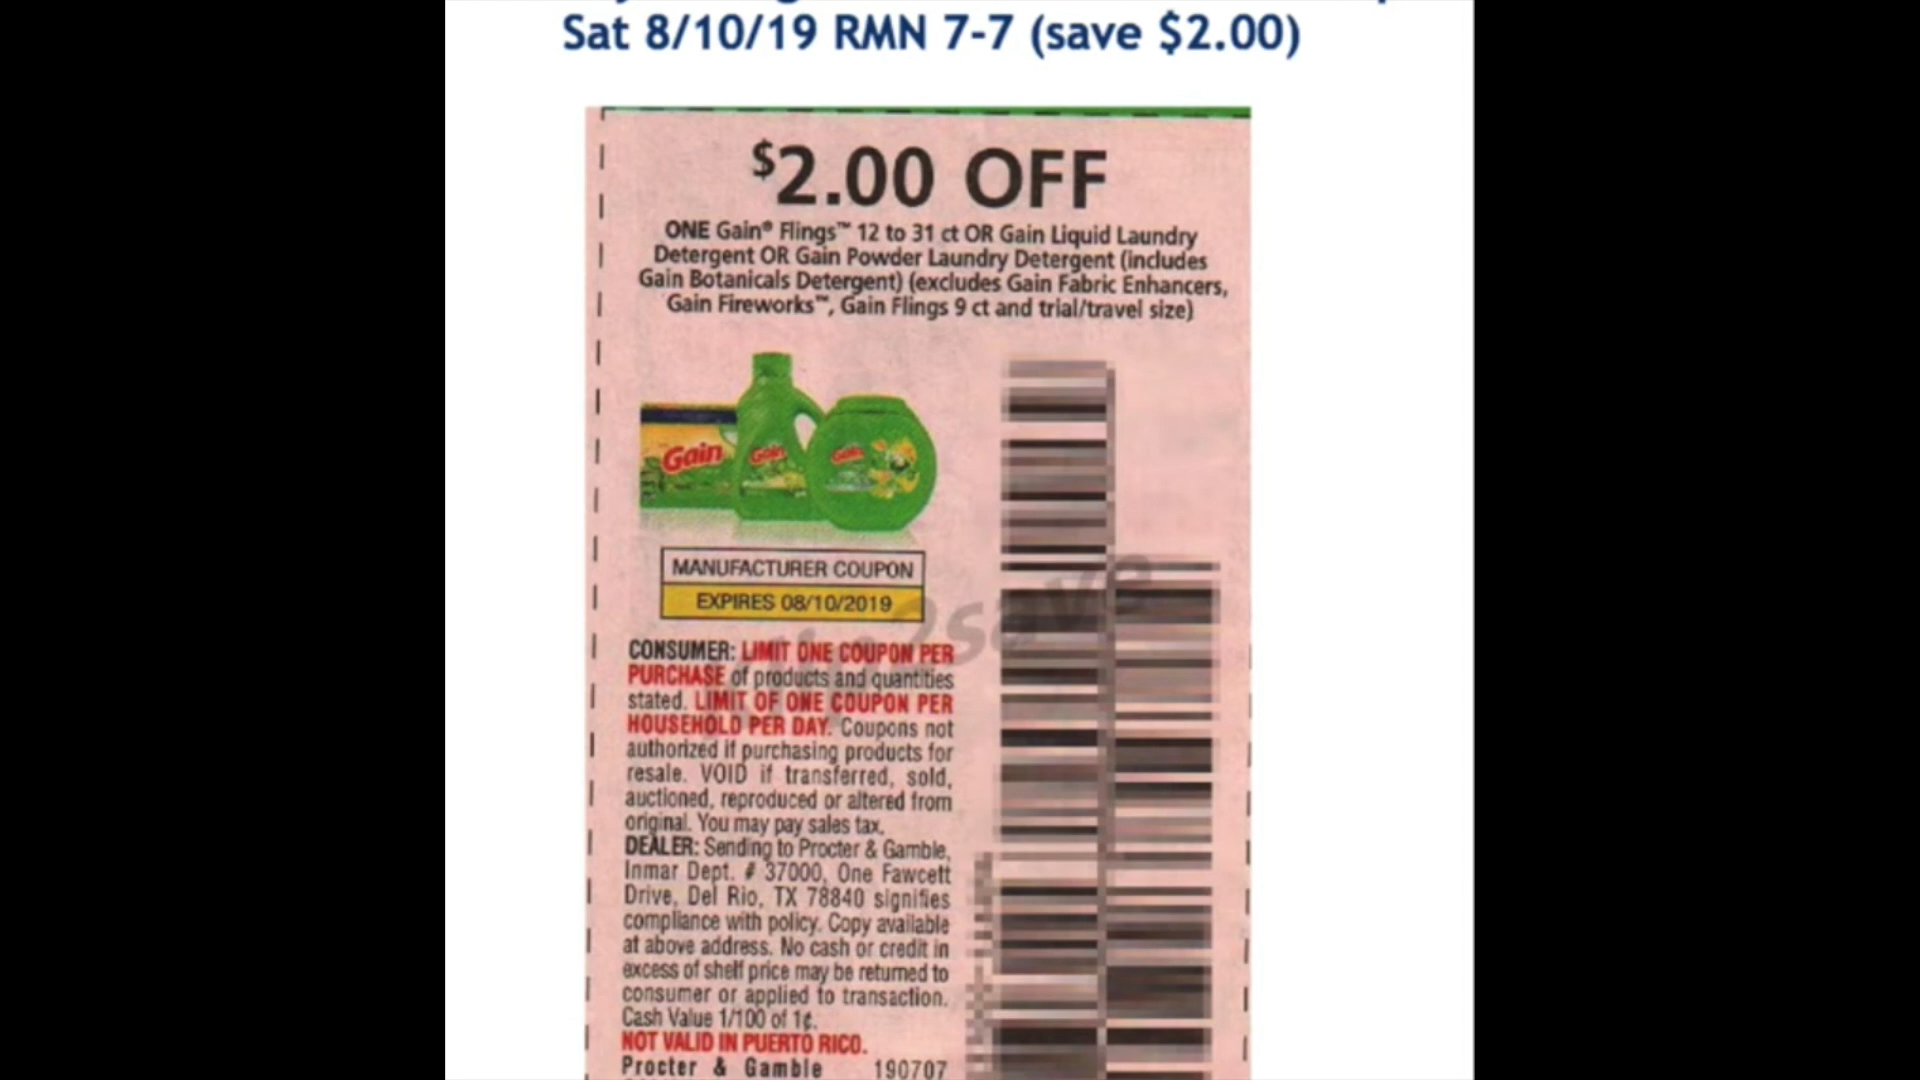 Sat 8/10/19 RMN 7-7 (save $2.00)
$2.00 OFF
ONE Gain® Flings™ 12 to 31 ct OR Gain Liquid Laundry
Detergent OR Gain Powder Laundry Detergent (includes
Gain Botanicals Detergent) (excludes Gain Fabric Enhancers,
Gain Fireworks™, Gain Flings 9 ct and trial/travel size)
Gain Gain Gain
MANUFACTURER COUPON
EXPIRES 08/10/2019
CONSUMER: LIMIT ONE COUPON PER
PURCHASE of products and quantities
stated. LIMIT OF ONE COUPON PER
HOUSEHOLD PER DAY. Coupons not
authorized if purchasing products for
resale. VOID if transferred, sold,
auctioned, reproduced or altered from
original. You may pay sales tax.
DEALER: Sending to Procter & Gamble,
Inmar Dept. # 37000, One Fawcett
Drive, Del Rio, TX 78840 signifies
compliance with policy. Copy available
at above address. No cash or credit in
excess of shelf price may be returned to
consumer or applied to transaction.
Cash Value 1/100 of 1¢.
NOT VALID IN PUERTO RICO.
Procter & Gamble 190707